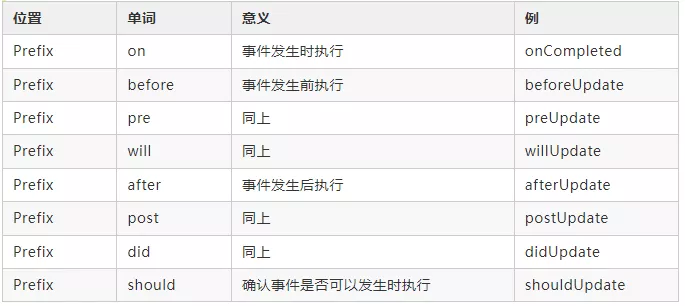 位置 单词 意义 例
Prefix on 事件发生时执行 onCompleted
Prefix before 事件发生前执行 beforeUpdate
Prefix pre 同上 preUpdate
Prefix will 同上 willUpdate
Prefix after 事件发生后执行 afterUpdate
Prefix post 同上 postUpdate
Prefix did 同上 didUpdate
Prefix should 确认事件是否可以发生时执行 shouldUpdate